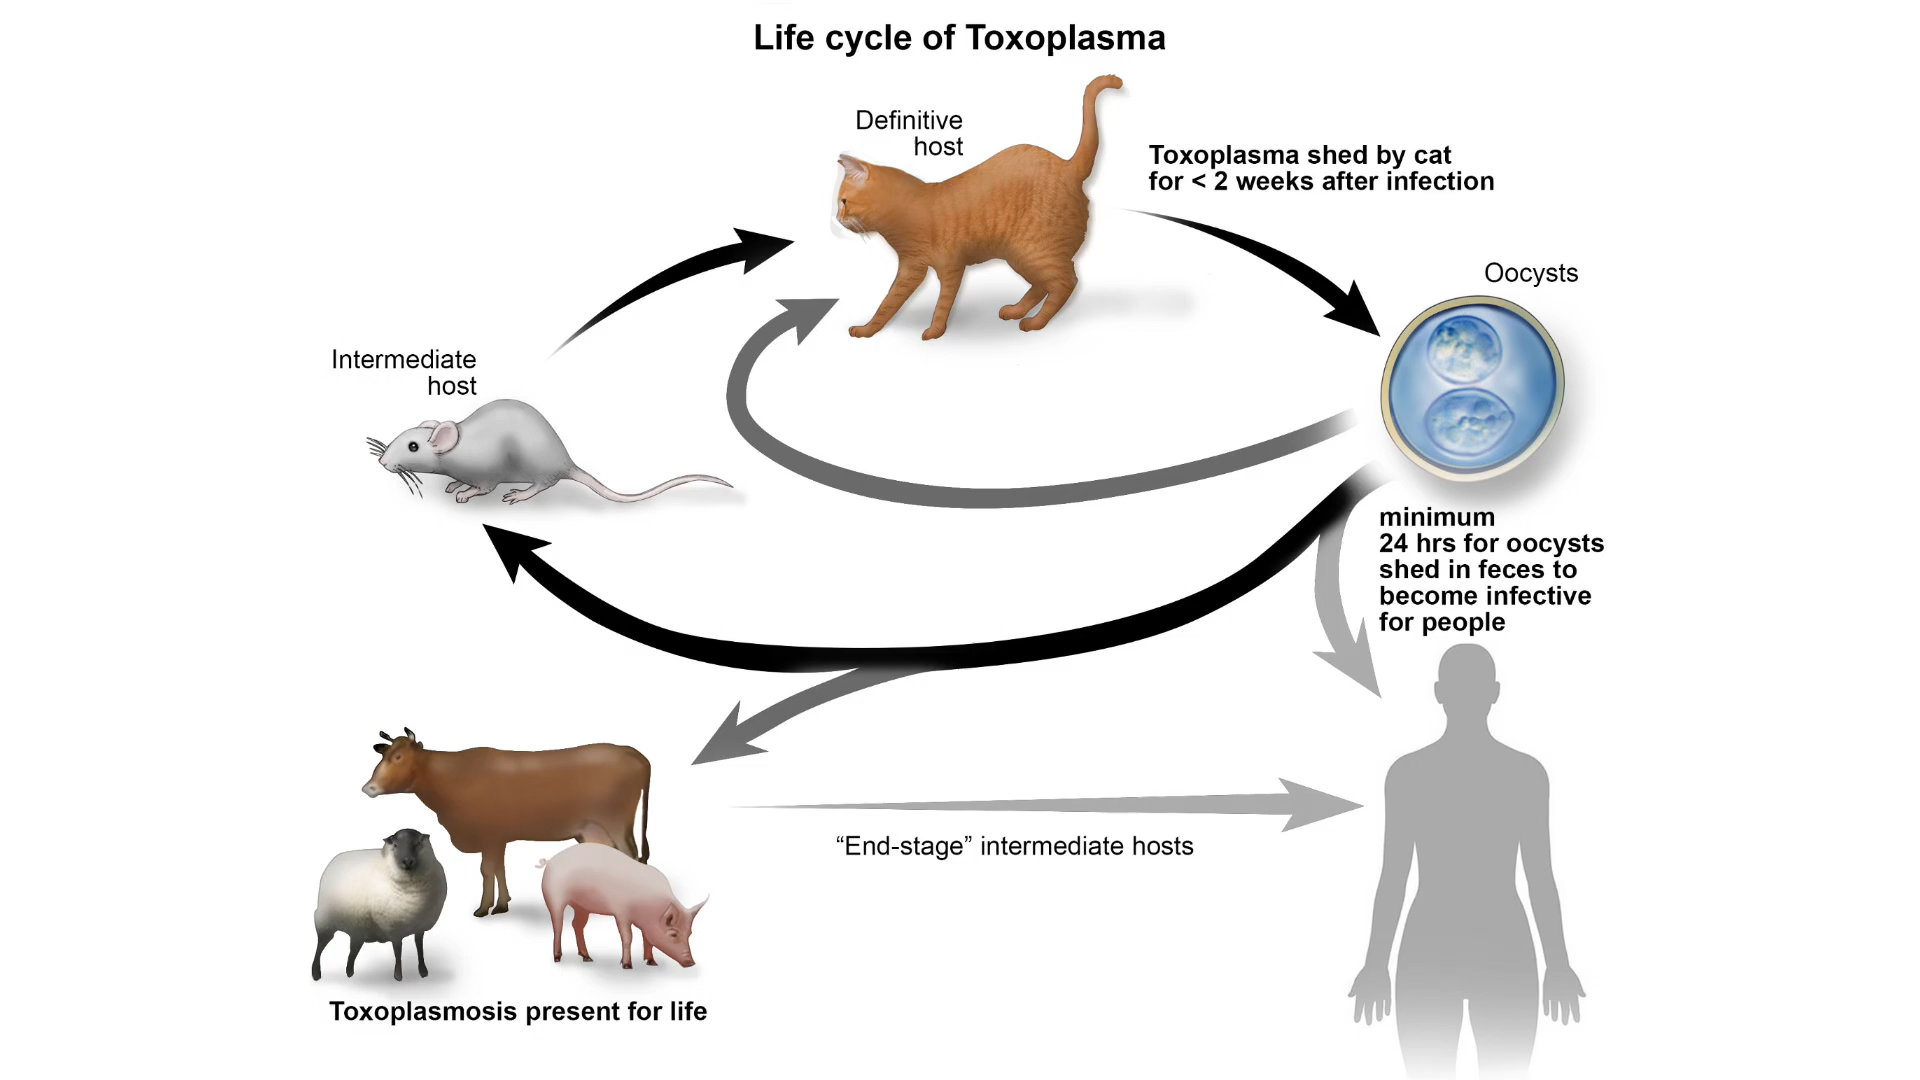 Life cycle of Toxoplasma
Definitive
host
Toxoplasma shed by cat
for < 2 weeks after infection
Oocysts
Intermediate
host
minimum
24 hrs for oocysts
shed in feces to
become infective
for people
“End-stage” intermediate hosts
Toxoplasmosis present for life